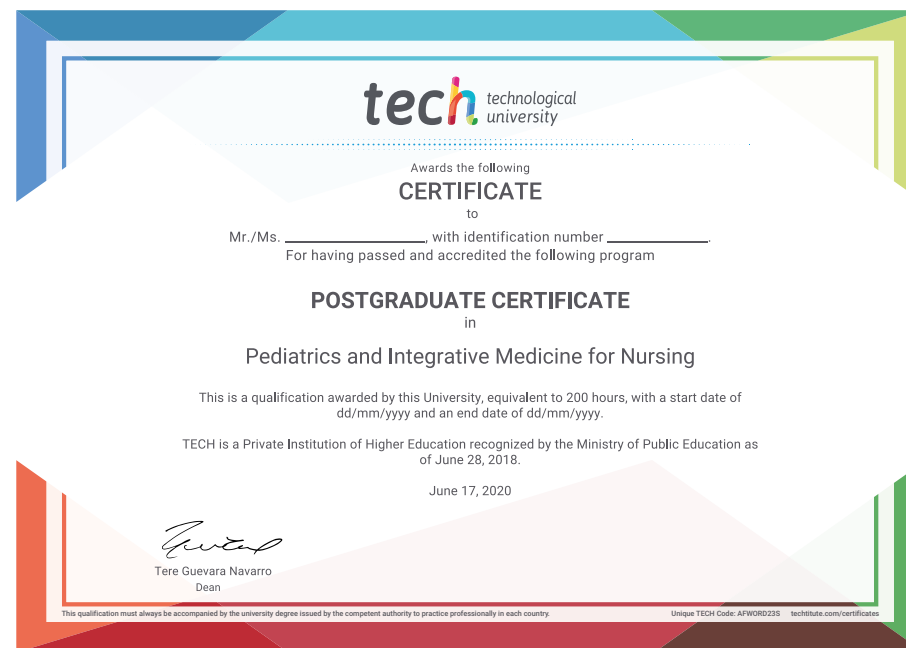 tech technological
university
Awards the following
CERTIFICATE
to
Mr./Ms. ____________________, with identification number ______________.
For having passed and accredited the following program
POSTGRADUATE CERTIFICATE
in
Pediatrics and Integrative Medicine for Nursing
This is a qualification awarded by this University, equivalent to 200 hours, with a start date of
dd/mm/yyyy and an end date of dd/mm/yyyy.
TECH is a Private Institution of Higher Education recognized by the Ministry of Public Education as
of June 28, 2018.
June 17, 2020
Tere Guevara Navarro
Dean
This qualification must always be accompanied by the university degree issued by the competent authority to practice professionally in each country.
Unique TECH Code: AFWORD23S techtitute.com/certificates